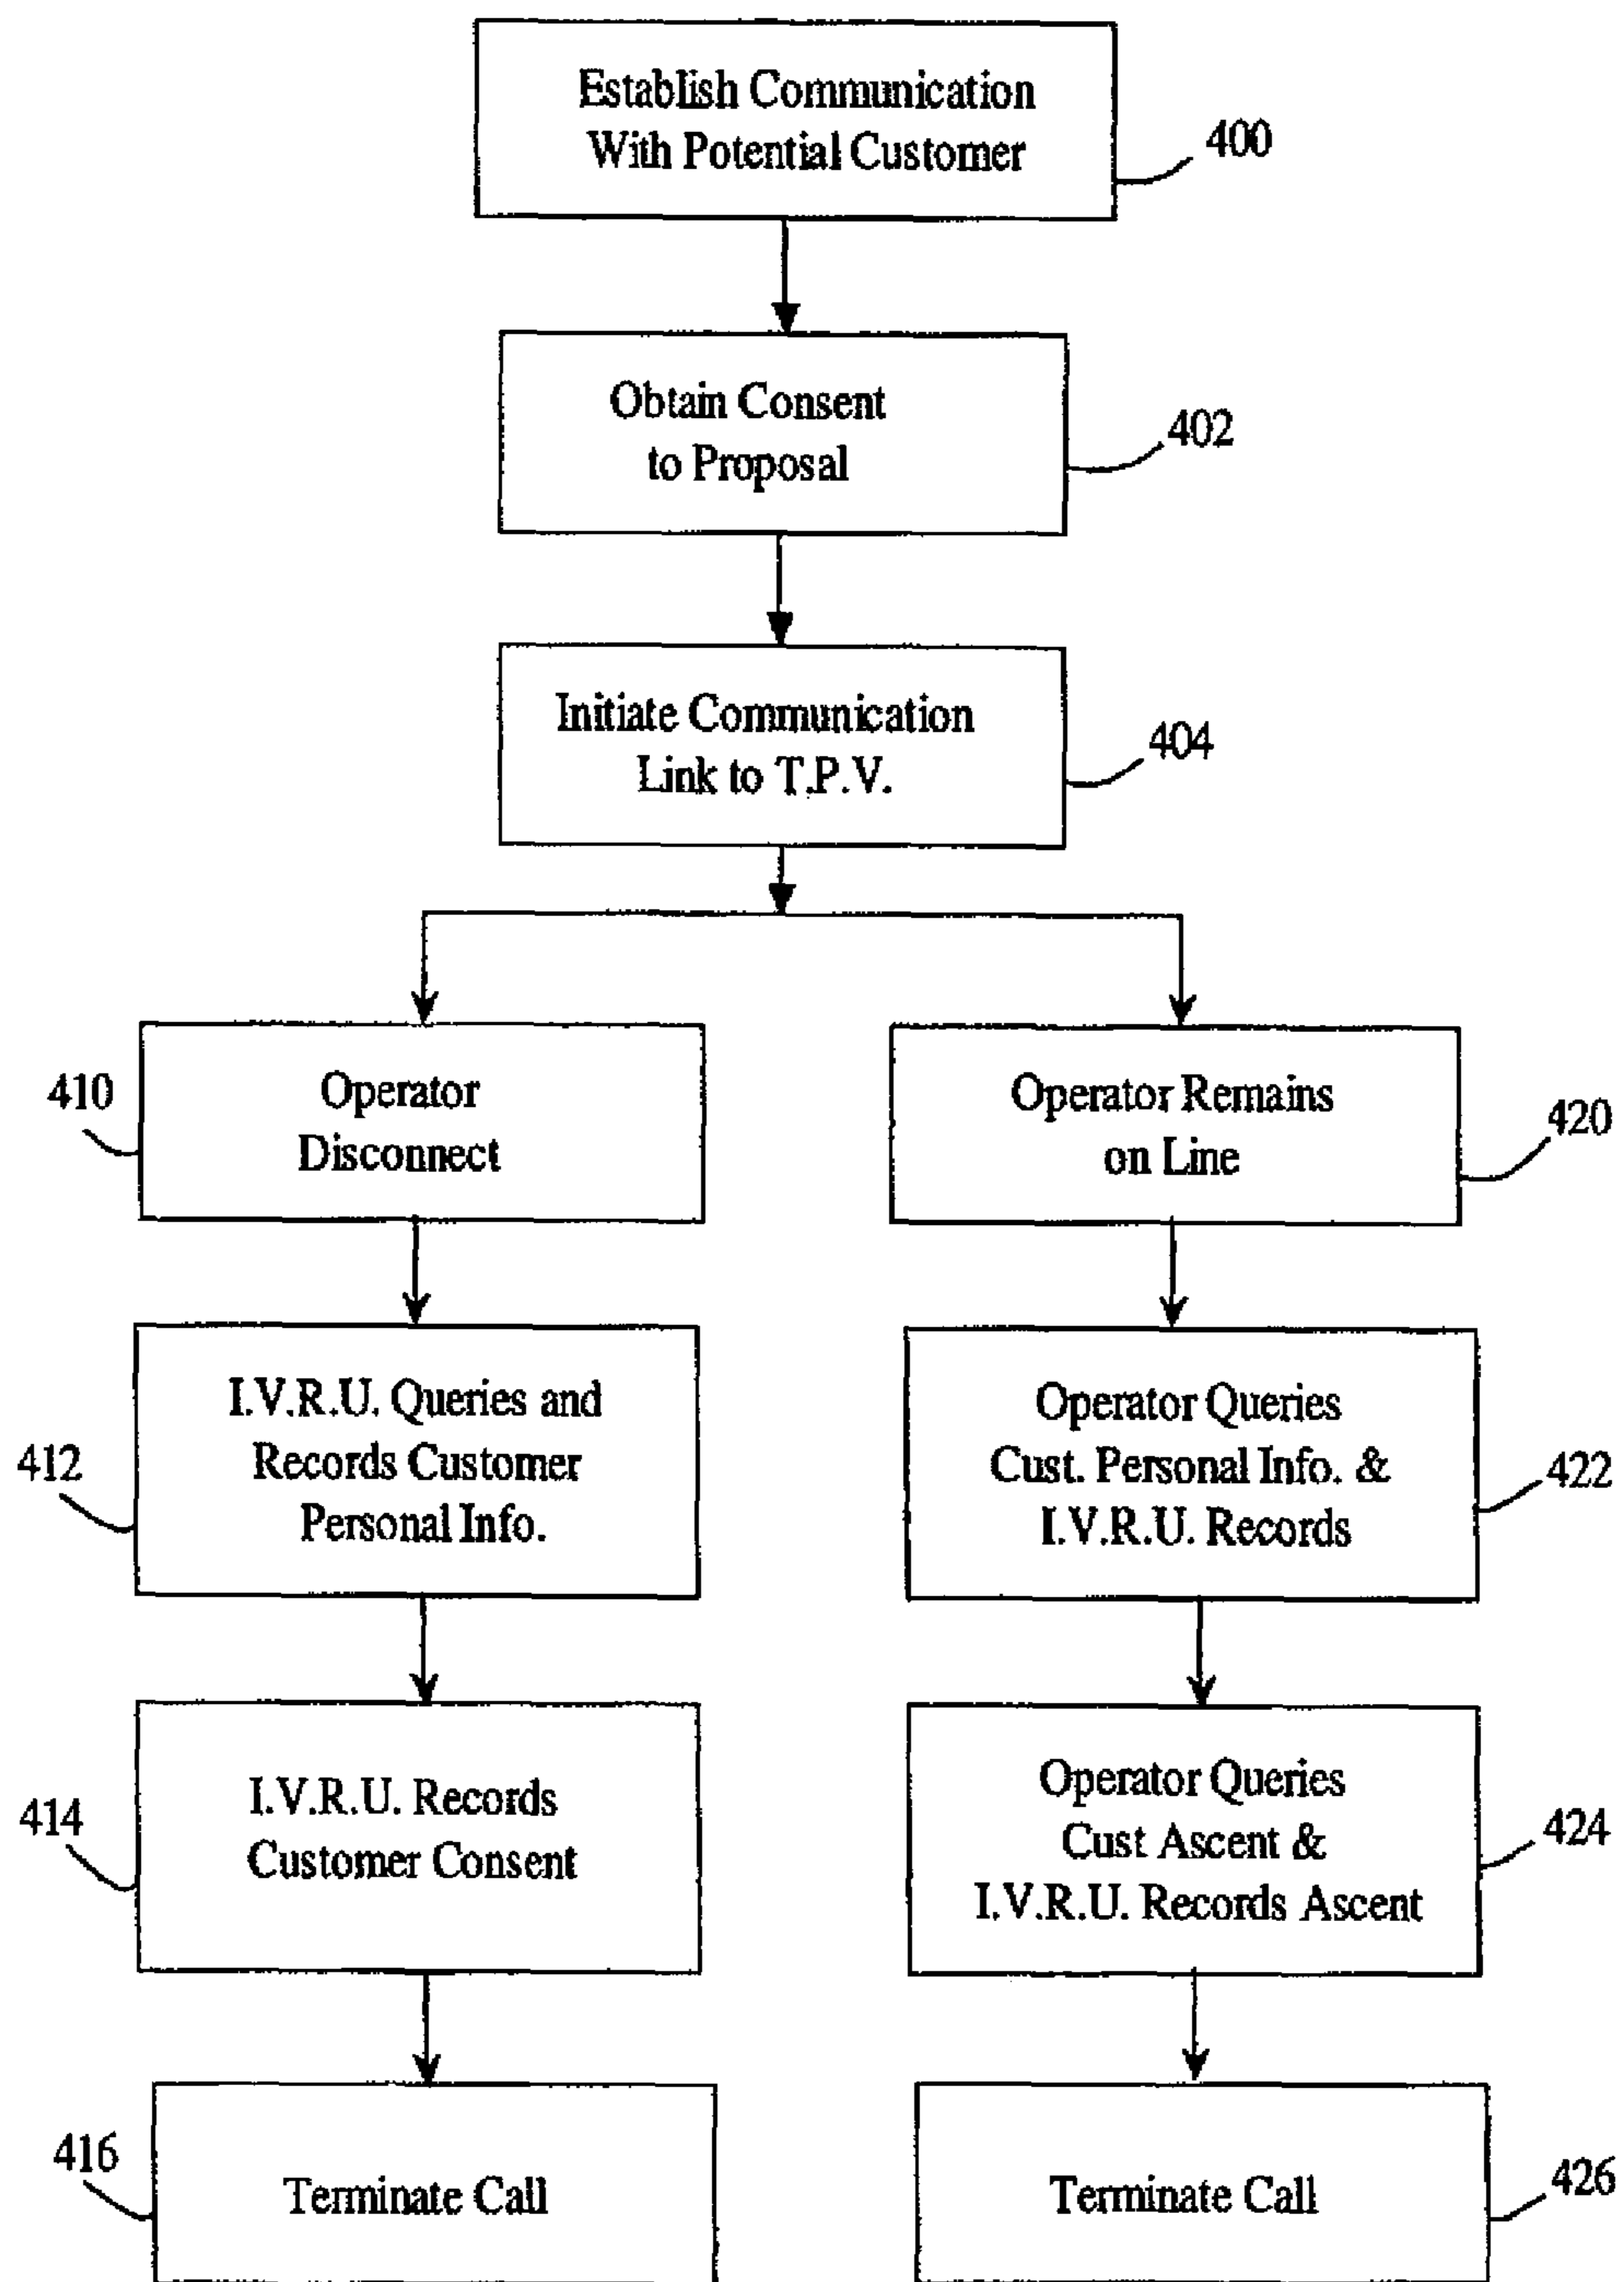 Establish Communication
With Potential Customer
400
Obtain Consent
to Proposal
402
Initiate Communication
Link to T.P.V.
404
410
Operator
Disconnect
Operator Remains
on Line
420
412
I.V.R.U. Queries and
Records Customer
Personal Info.
Operator Queries
Cust. Personal Info. &
I.V.R.U. Records
422
414
I.V.R.U. Records
Customer Consent
Operator Queries
Cust Ascent &
I.V.R.U. Records Ascent
424
416
Terminate Call
Terminate Call
426